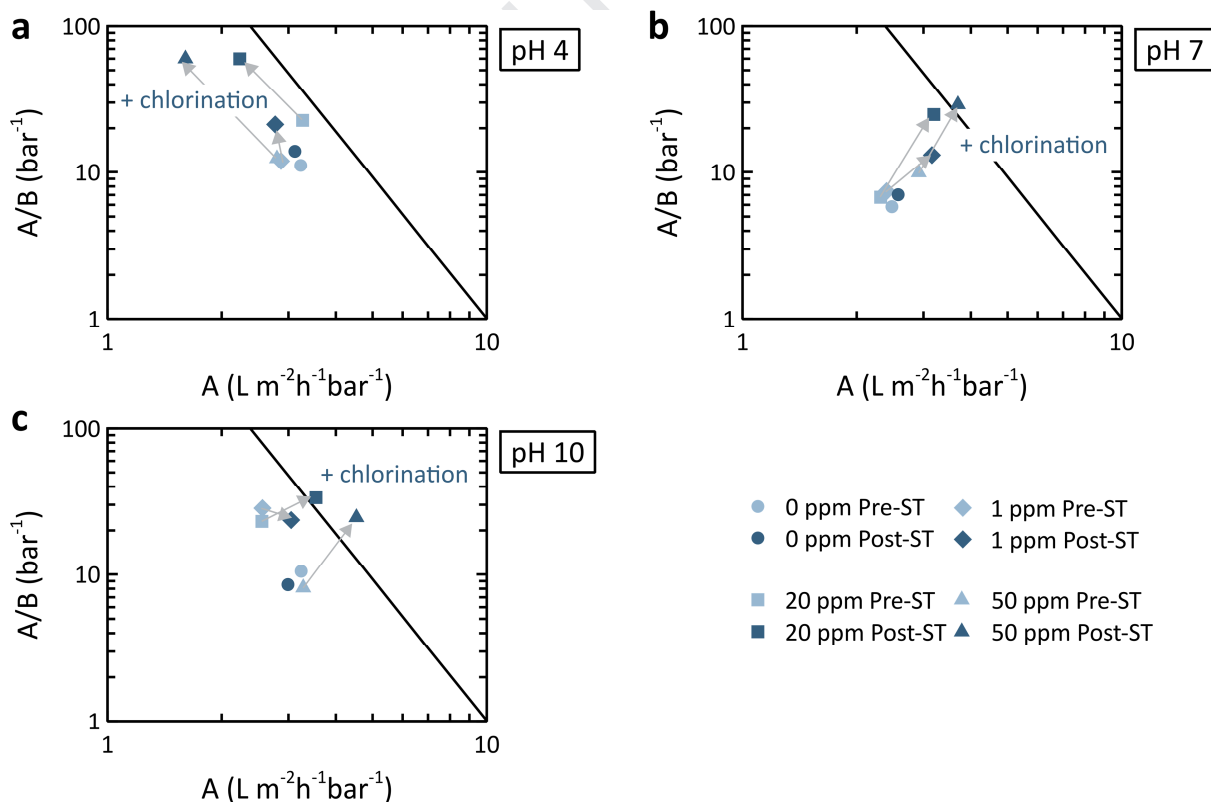 a
pH 4
100
10
1
A/B (bar⁻¹)
+ chlorination
1
10
A (L m⁻²h⁻¹bar⁻¹)
b
pH 7
100
10
1
A/B (bar⁻¹)
+ chlorination
1
10
A (L m⁻²h⁻¹bar⁻¹)
c
pH 10
100
10
1
A/B (bar⁻¹)
+ chlorination
1
10
A (L m⁻²h⁻¹bar⁻¹)
0 ppm Pre-ST
0 ppm Post-ST
20 ppm Pre-ST
20 ppm Post-ST
1 ppm Pre-ST
1 ppm Post-ST
50 ppm Pre-ST
50 ppm Post-ST